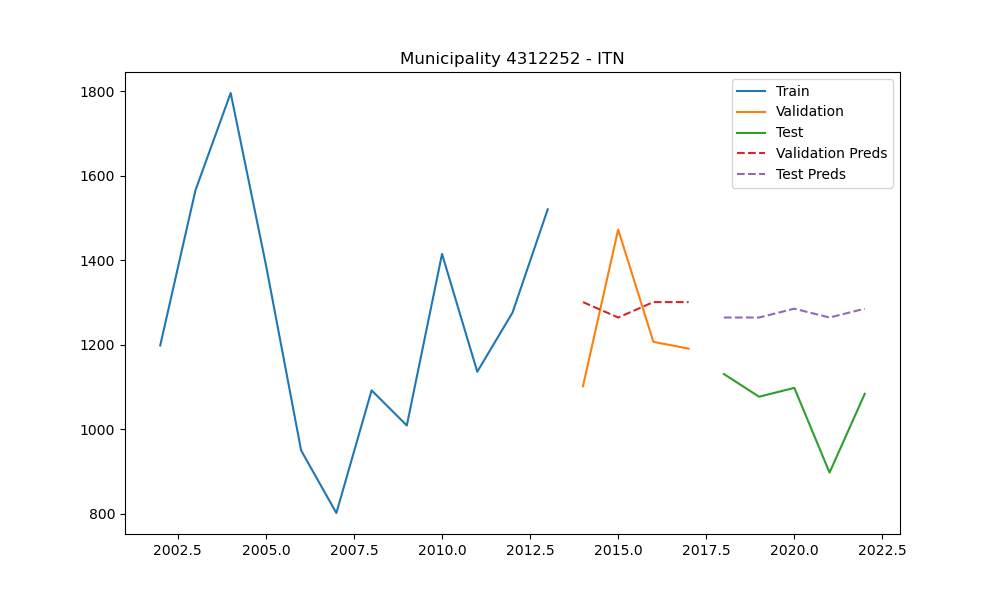 Municipality 4312252 - ITN
Train
Validation
Test
Validation Preds
Test Preds
1800
1600
1400
1200
1000
800
2002.5 2005.0 2007.5 2010.0 2012.5 2015.0 2017.5 2020.0 2022.5